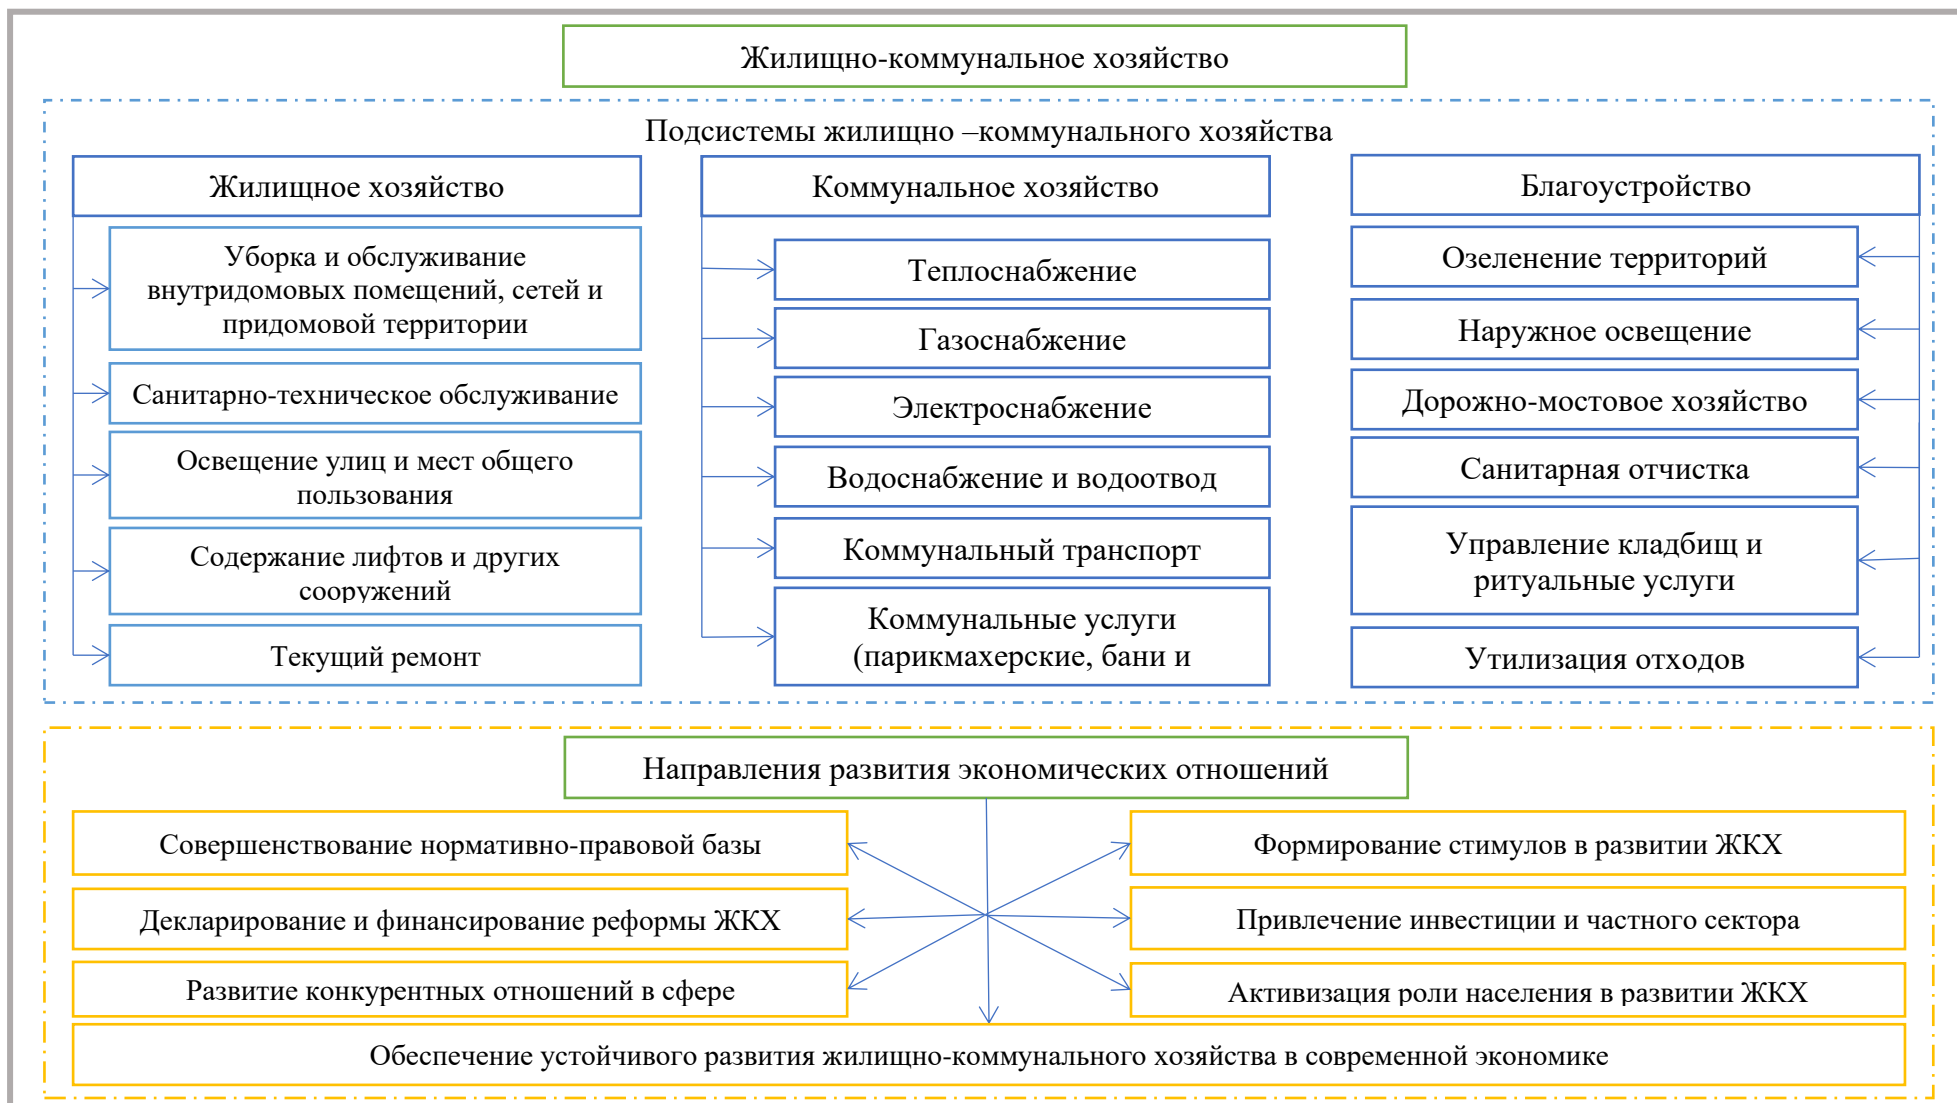 Жилищно-коммунальное хозяйство
Подсистемы жилищно –коммунального хозяйства
Жилищное хозяйство
Уборка и обслуживание
внутридомовых помещений, сетей и
придомовой территории
Санитарно-техническое обслуживание
Освещение улиц и мест общего
пользования
Содержание лифтов и других
сооружений
Текущий ремонт
Коммунальное хозяйство
Теплоснабжение
Газоснабжение
Электроснабжение
Водоснабжение и водоотвод
Коммунальный транспорт
Коммунальные услуги
(парикмахерские, бани и
Благоустройство
Озеленение территорий
Наружное освещение
Дорожно-мостовое хозяйство
Санитарная отчистка
Управление кладбищ и
ритуальные услуги
Утилизация отходов
Направления развития экономических отношений
Совершенствование нормативно-правовой базы
Декларирование и финансирование реформы ЖКХ
Развитие конкурентных отношений в сфере
Формирование стимулов в развитии ЖКХ
Привлечение инвестиции и частного сектора
Активизация роли населения в развитии ЖКХ
Обеспечение устойчивого развития жилищно-коммунального хозяйства в современной экономике